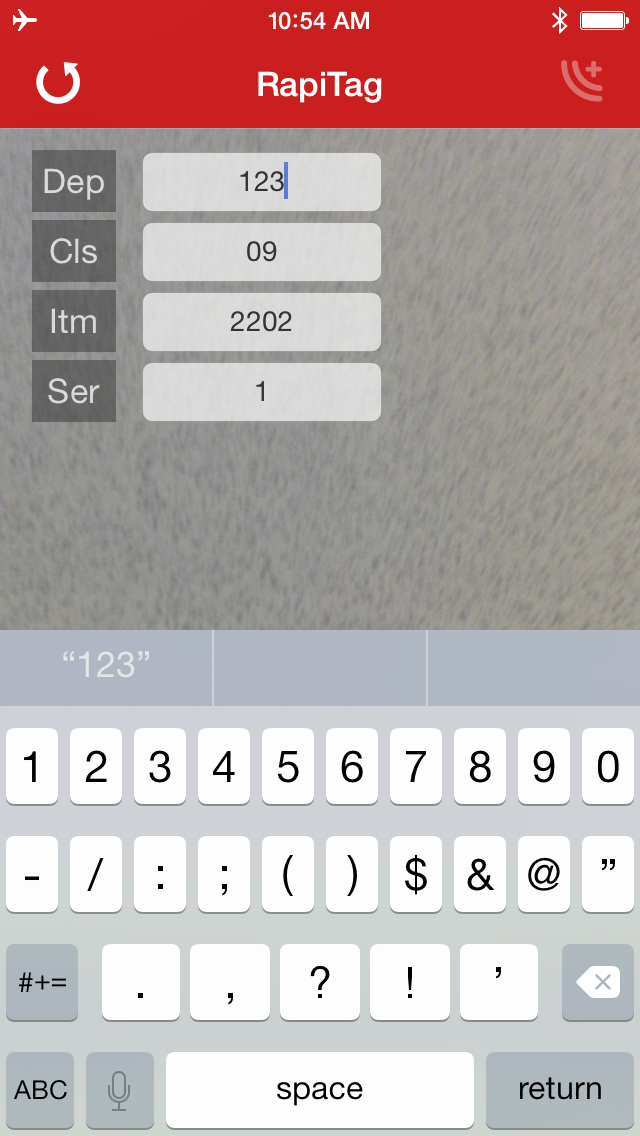 10:54 AM
RapiTag
Dep 123
Cls 09
Itm 2202
Ser 1
“123”
1 2 3 4 5 6 7 8 9 0
- / : ; ( ) $ & @ ”
#+= . , ? ! ’
ABC space return